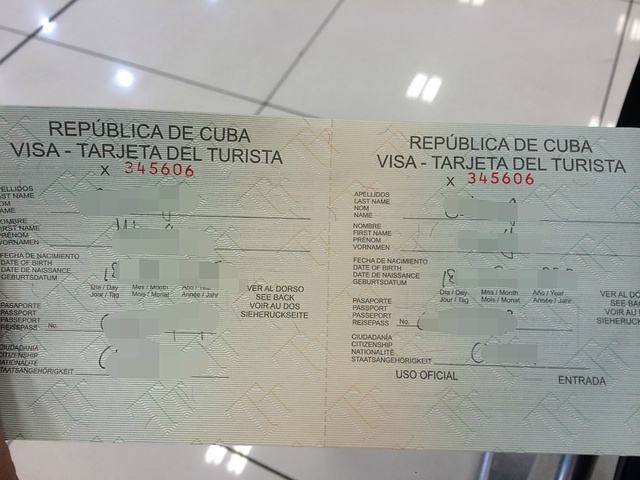 REPÚBLICA DE CUBA
VISA - TARJETA DEL TURISTA
X 345606
APELLIDOS
LAST NAME
NOM
NAME
NOMBRE
FIRST NAME
PRÉNOM
VORNAMEN
FECHA DE NACIMIENTO
DATE OF BIRTH
DATE DE NAISSANCE
GEBURTSDATUM
Día / Day Mes / Month Año / Year
Jour / Tag Mois / Monat Année / Jahr
PASAPORTE
PASSPORT
PASSEPORT
REISEPASS No.
CIUDADANÍA
CITIZENSHIP
NATIONALITÉ
STAATSANGEHÖRIGKEIT
VER AL DORSO
SEE BACK
VOIR AU DOS
SIEHERUCKSEITE
REPÚBLICA DE CUBA
VISA - TARJETA DEL TURISTA
X 345606
APELLIDOS
LAST NAME
NOM
NAME
NOMBRE
FIRST NAME
PRÉNOM
VORNAMEN
FECHA DE NACIMIENTO
DATE OF BIRTH
DATE DE NAISSANCE
GEBURTSDATUM
Día / Day Mes / Month Año / Year
Jour / Tag Mois / Monat Année / Jahr
PASAPORTE
PASSPORT
PASSEPORT
REISEPASS No.
CIUDADANÍA
CITIZENSHIP
NATIONALITÉ
STAATSANGEHÖRIGKEIT
VER AL DO
SEE BA
VOIR AU
SIEHERUCKS
USO OFICIAL ENTRADA